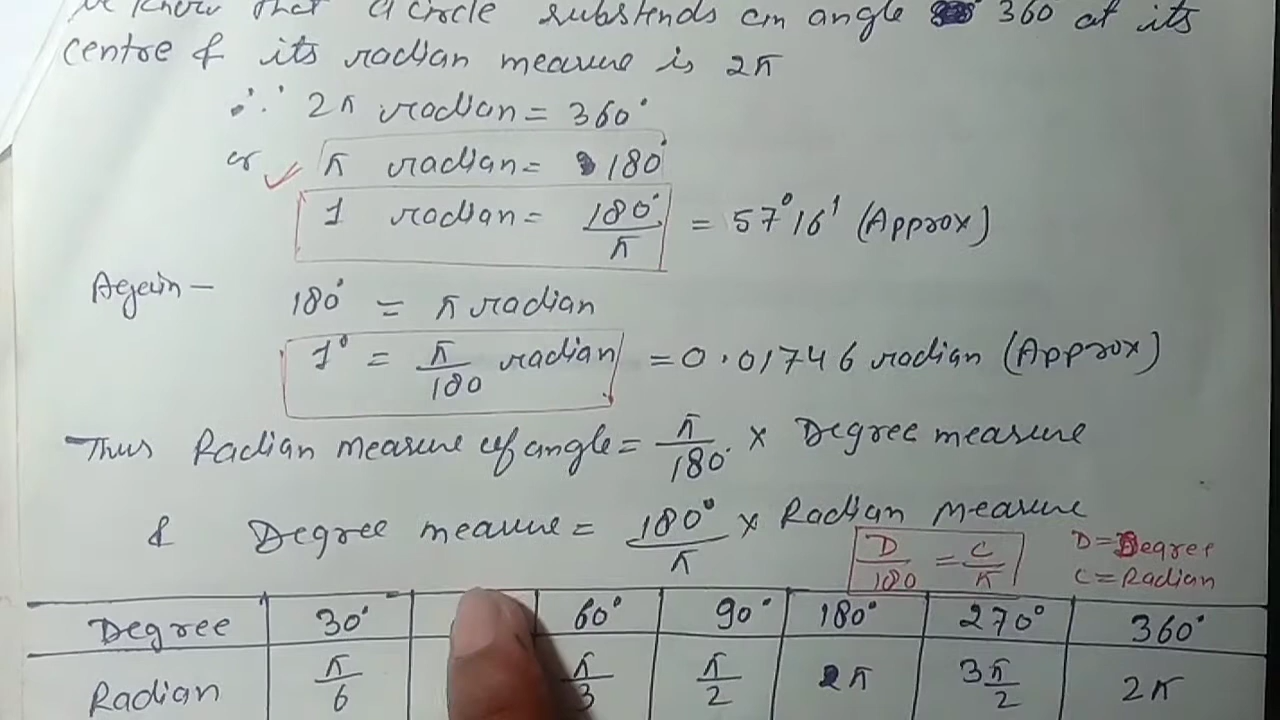 We know that a circle substends an angle 360 at its
centre & its radian measure is 2π
∴ 2π radian = 360°
or π radian = 180°
1 radian = 180°/π = 57°16' (Approx)
Again -
180° = π radian
1° = π/180 radian = 0.01746 radian (Approx)
Thus Radian measure of angle = π/180° × Degree measure
& Degree measure = 180°/π × Radian measure
D/180 = C/π
D = Degree
C = Radian
Degree 30° 60° 90° 180° 270° 360°
Radian π/6 π/3 π/2 π 3π/2 2π